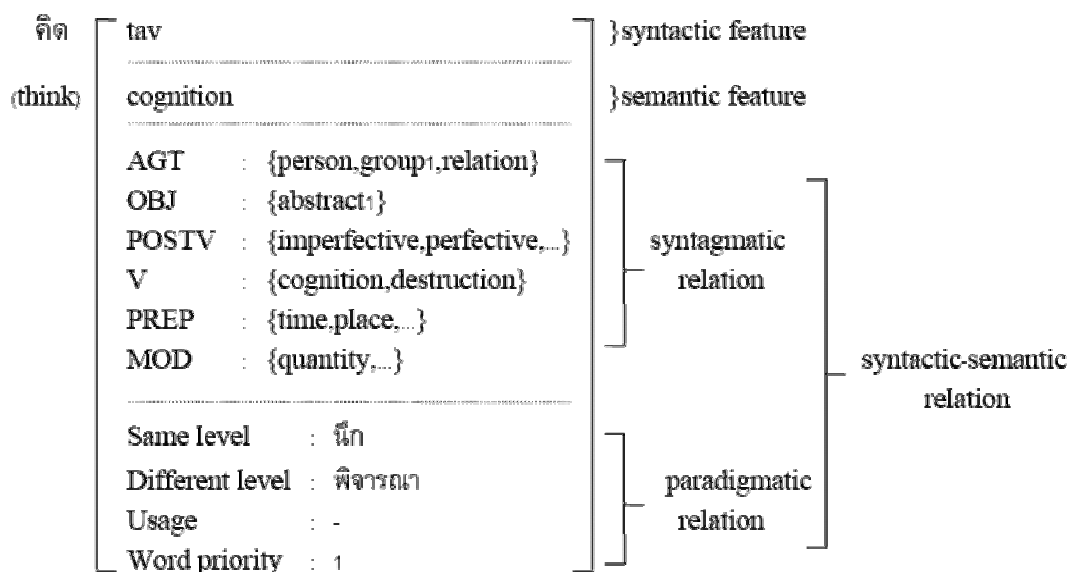 คิด tav }syntactic feature
(think) cognition }semantic feature
AGT : {person,group1,relation}
OBJ : {abstract1}
POSTV : {imperfective,perfective,...} syntagmatic
V : {cognition,destruction} relation
PREP : {time,place,...}
MOD : {quantity,...} syntactic-semantic
relation
Same level : นึก
Different level : พิจารณา paradigmatic
Usage : - relation
Word priority : 1